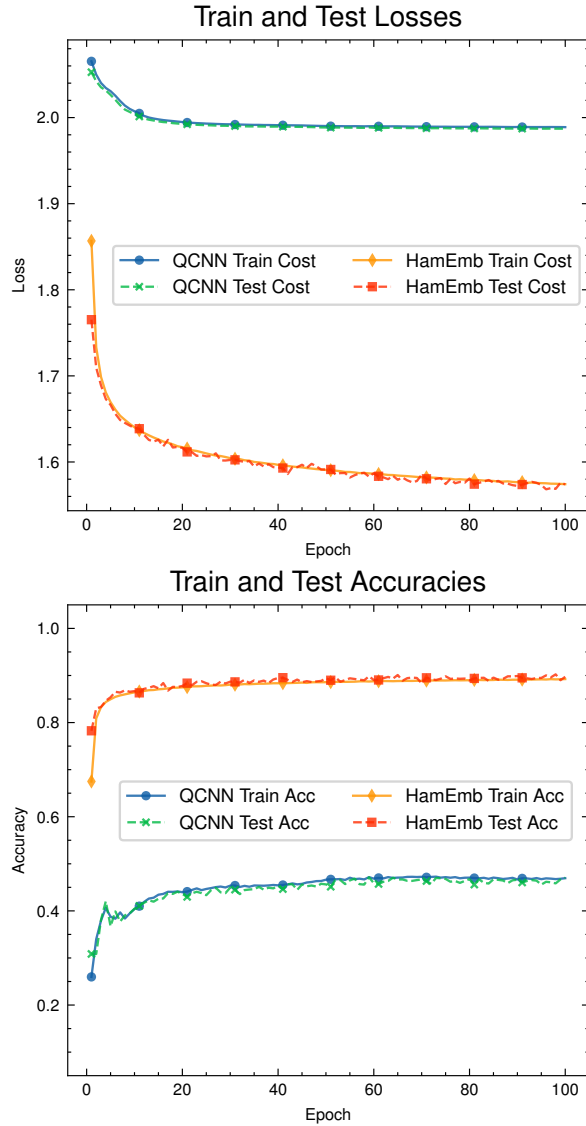 Train and Test Losses
2.0
1.9
1.8
1.7
1.6
Loss
QCNN Train Cost
QCNN Test Cost
HamEmb Train Cost
HamEmb Test Cost
0 20 40 60 80 100
Epoch
Train and Test Accuracies
1.0
0.8
0.6
0.4
0.2
Accuracy
QCNN Train Acc
QCNN Test Acc
HamEmb Train Acc
HamEmb Test Acc
0 20 40 60 80 100
Epoch